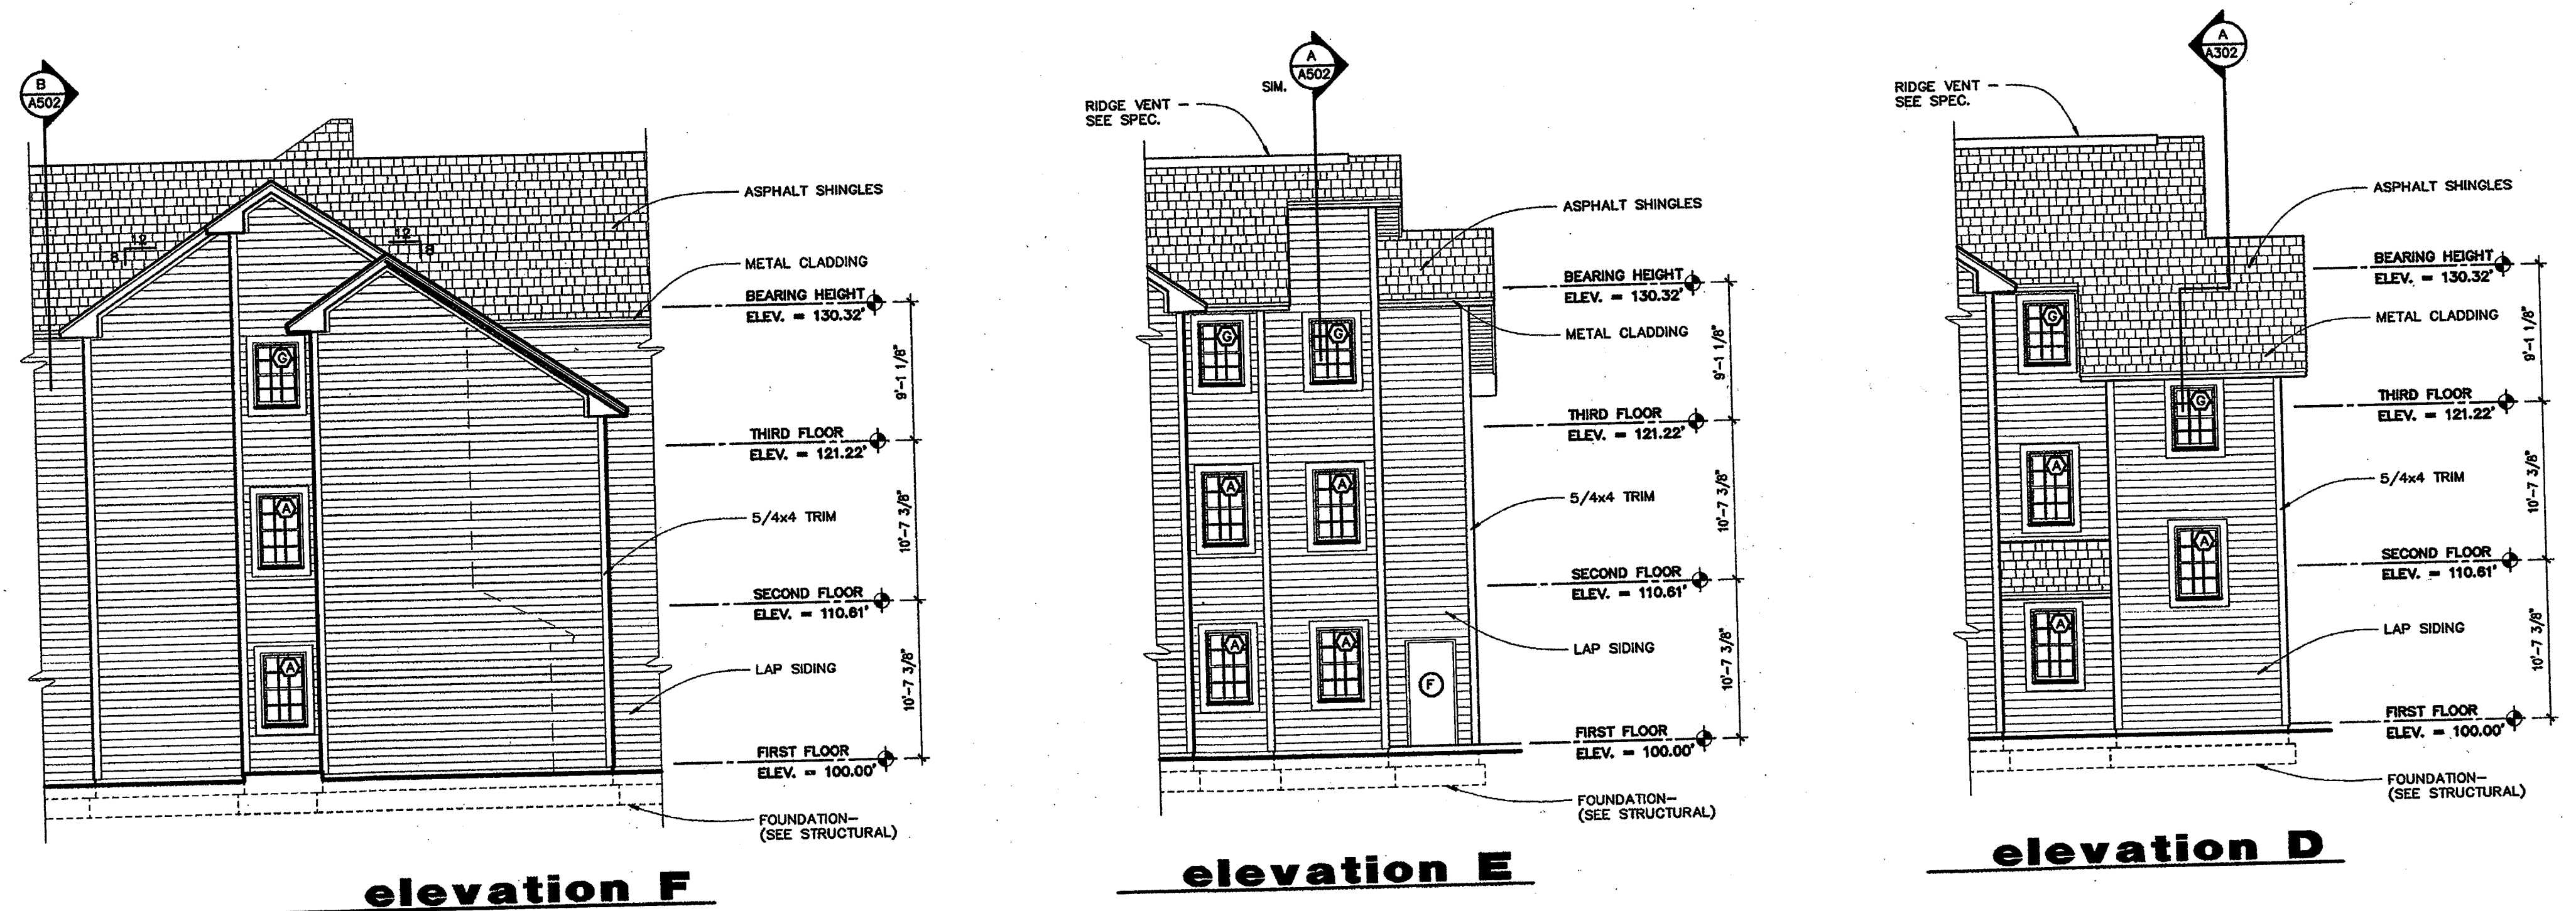 B
A502
12
8
12
8
ASPHALT SHINGLES
METAL CLADDING
BEARING HEIGHT
ELEV. = 130.32'
9'-1 1/8"
G
THIRD FLOOR
ELEV. = 121.22'
10'-7 3/8"
A
5/4x4 TRIM
SECOND FLOOR
ELEV. = 110.61'
10'-7 3/8"
A
LAP SIDING
FIRST FLOOR
ELEV. = 100.00'
FOUNDATION-
(SEE STRUCTURAL)
elevation F
A
A502
SIM.
RIDGE VENT -
SEE SPEC.
ASPHALT SHINGLES
BEARING HEIGHT
ELEV. = 130.32'
METAL CLADDING
9'-1 1/8"
G
G
THIRD FLOOR
ELEV. = 121.22'
10'-7 3/8"
A
A
5/4x4 TRIM
SECOND FLOOR
ELEV. = 110.61'
10'-7 3/8"
A
A
LAP SIDING
F
FIRST FLOOR
ELEV. = 100.00'
FOUNDATION-
(SEE STRUCTURAL)
elevation E
A
A302
RIDGE VENT -
SEE SPEC.
ASPHALT SHINGLES
BEARING HEIGHT
ELEV. = 130.32'
METAL CLADDING
9'-1 1/8"
G
G
THIRD FLOOR
ELEV. = 121.22'
10'-7 3/8"
A
5/4x4 TRIM
A
SECOND FLOOR
ELEV. = 110.61'
10'-7 3/8"
A
LAP SIDING
FIRST FLOOR
ELEV. = 100.00'
FOUNDATION-
(SEE STRUCTURAL)
elevation D